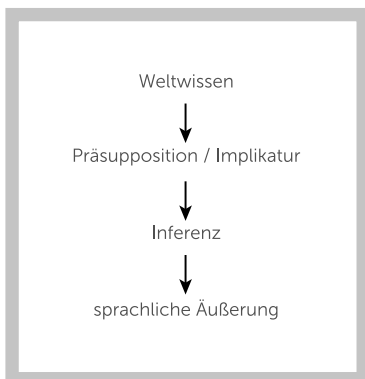 Weltwissen
Präsupposition / Implikatur
Inferenz
sprachliche Äußerung